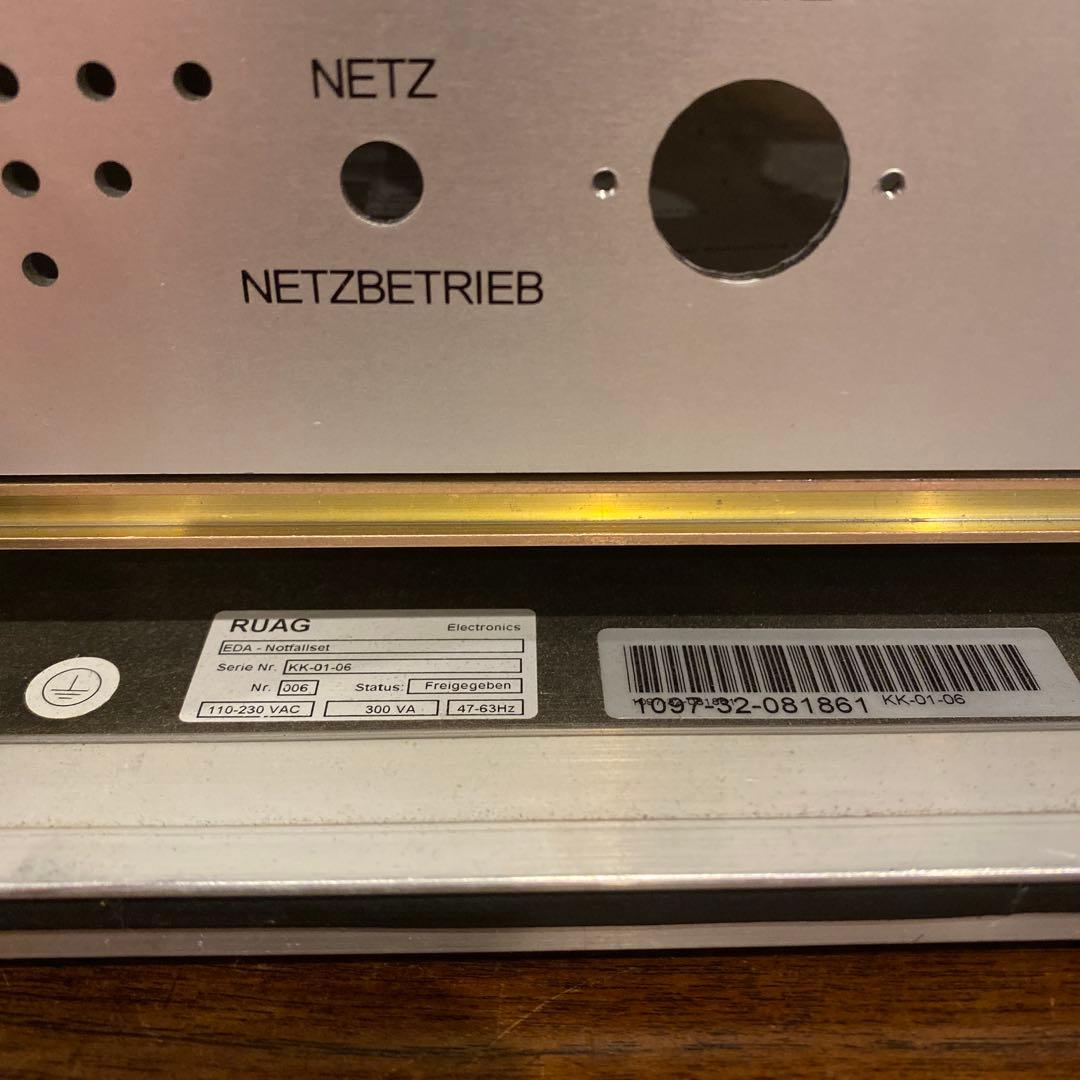 NETZ
NETZBETRIEB
RUAG Electronics
EDA - Notfallset
Serie Nr. KK-01-06
Nr. 006 Status: Freigegeben
110-230 VAC 300 VA 47-63Hz
1097-32-081861 KK-01-06